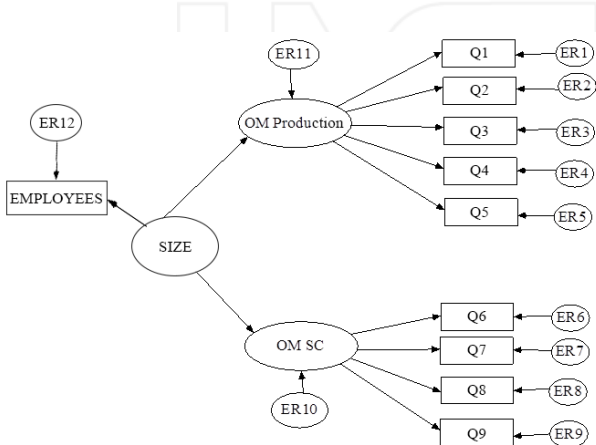 ER11
Q1
ER1
Q2
ER2
ER12
OM Production
Q3
ER3
Q4
ER4
EMPLOYEES
Q5
ER5
SIZE
Q6
ER6
OM SC
Q7
ER7
Q8
ER8
ER10
Q9
ER9